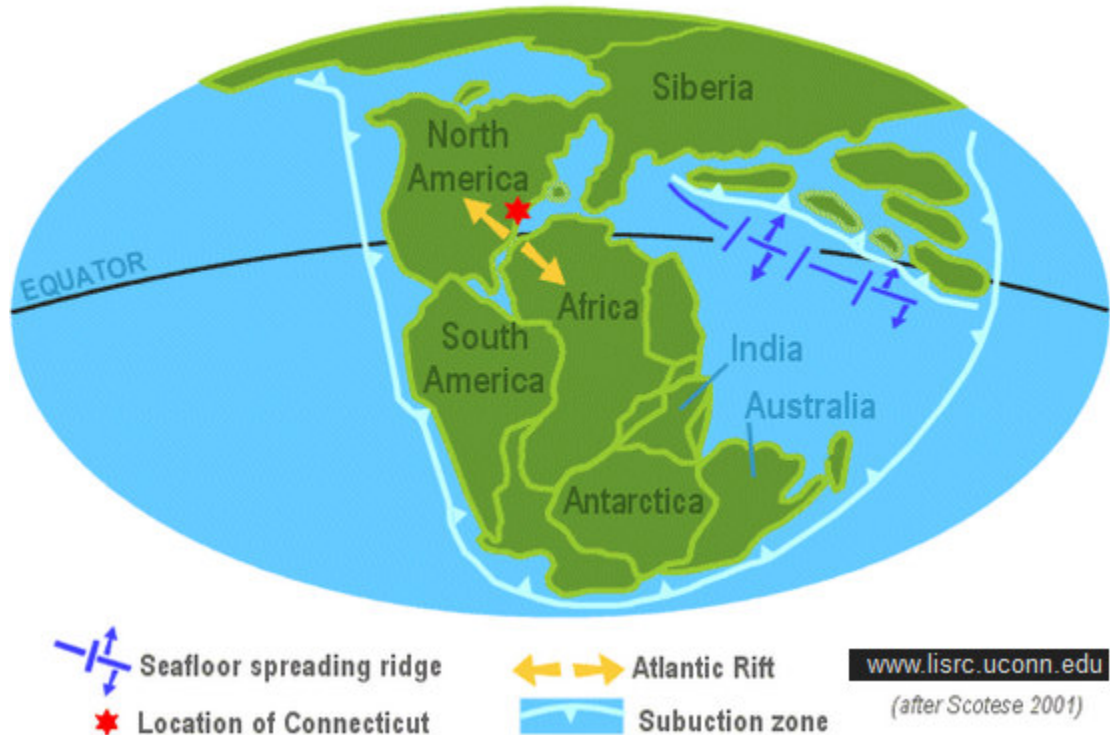 Siberia
North
America
EQUATOR
Africa
South
America
India
Australia
Antarctica
Seafloor spreading ridge
Atlantic Rift
www.lisrc.uconn.edu
Location of Connecticut
Subuction zone
(after Scotese 2001)